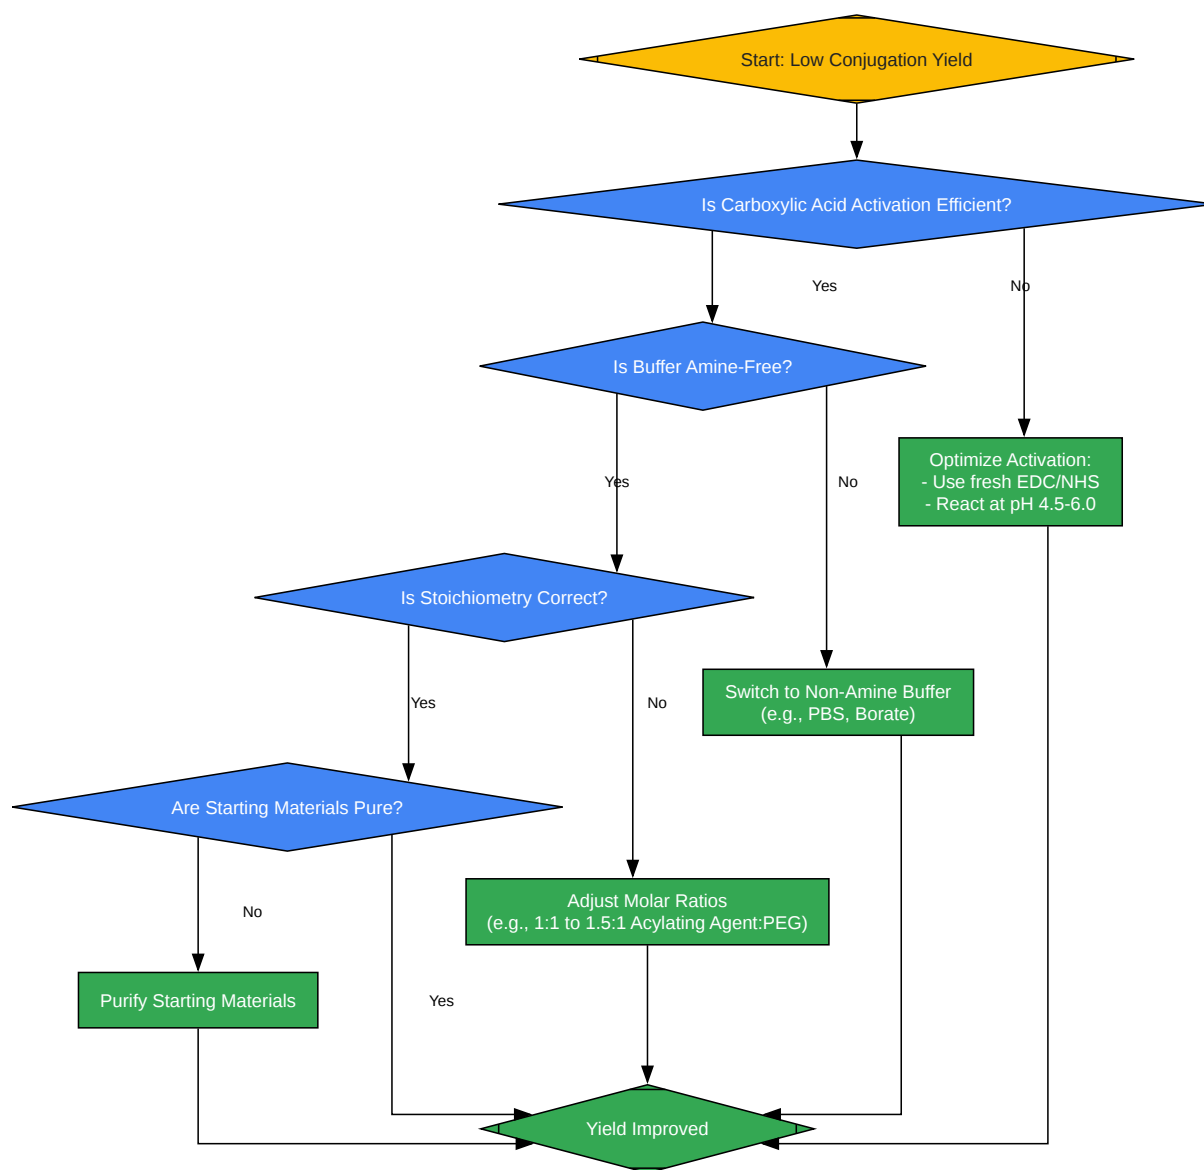 Start: Low Conjugation Yield
Is Carboxylic Acid Activation Efficient?
Yes
No
Is Buffer Amine-Free?
Optimize Activation:
- Use fresh EDC/NHS
- React at pH 4.5-6.0
Yes
No
Is Stoichiometry Correct?
Switch to Non-Amine Buffer
(e.g., PBS, Borate)
Yes
No
Are Starting Materials Pure?
Adjust Molar Ratios
(e.g., 1:1 to 1.5:1 Acylating Agent:PEG)
No
Purify Starting Materials
Yes
Yield Improved